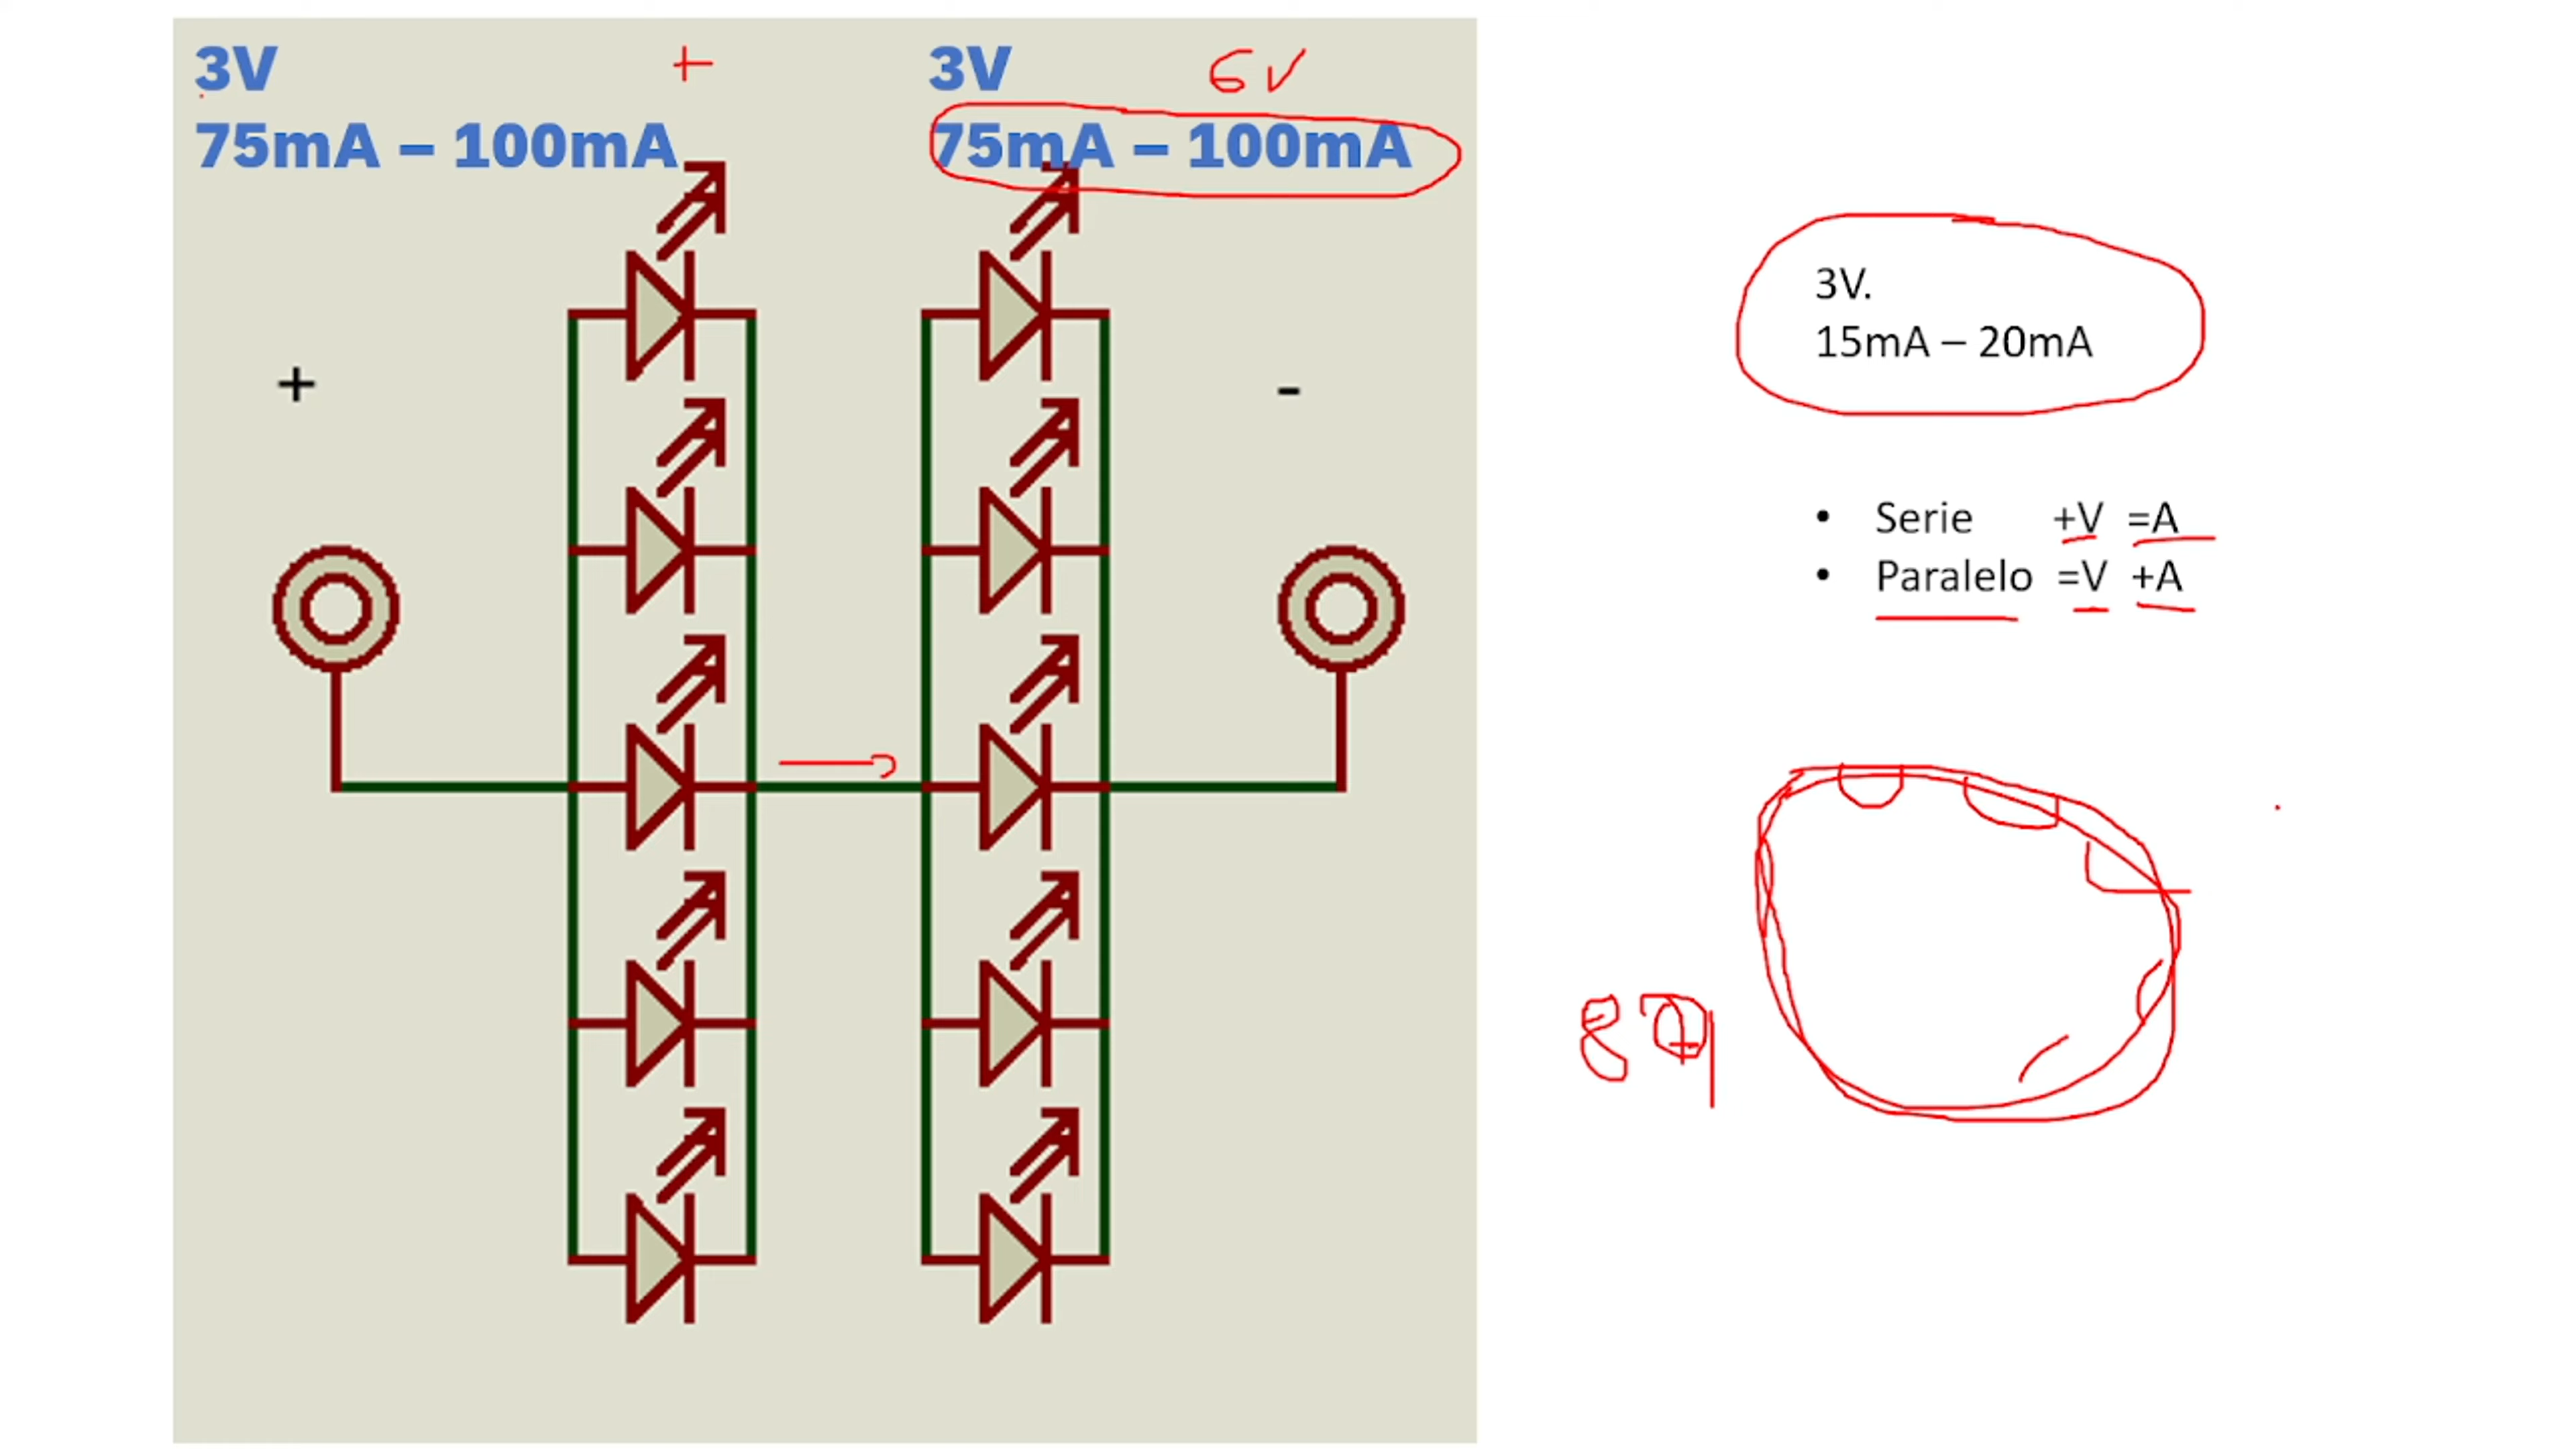 3V
75mA – 100mA
+
3V
6V
75mA – 100mA
+
-
3V.
15mA – 20mA
• Serie +V =A
• Paralelo =V +A